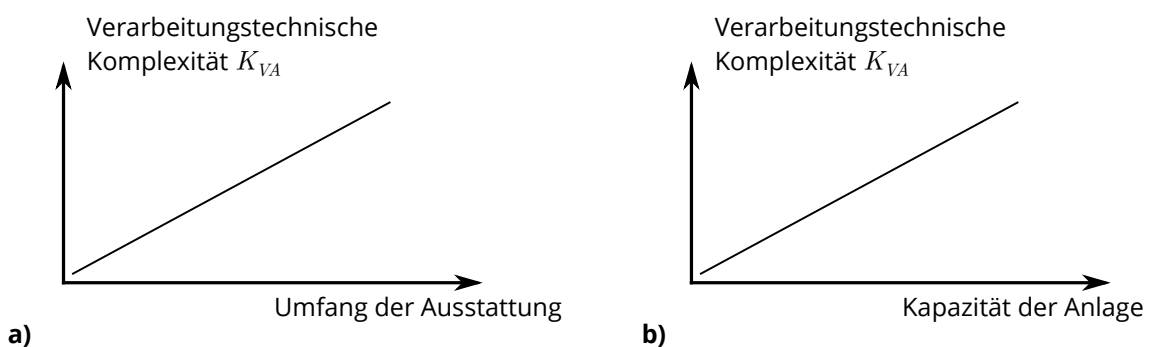 Verarbeitungstechnische
Komplexität K_VA
Umfang der Ausstattung
a)
Verarbeitungstechnische
Komplexität K_VA
Kapazität der Anlage
b)